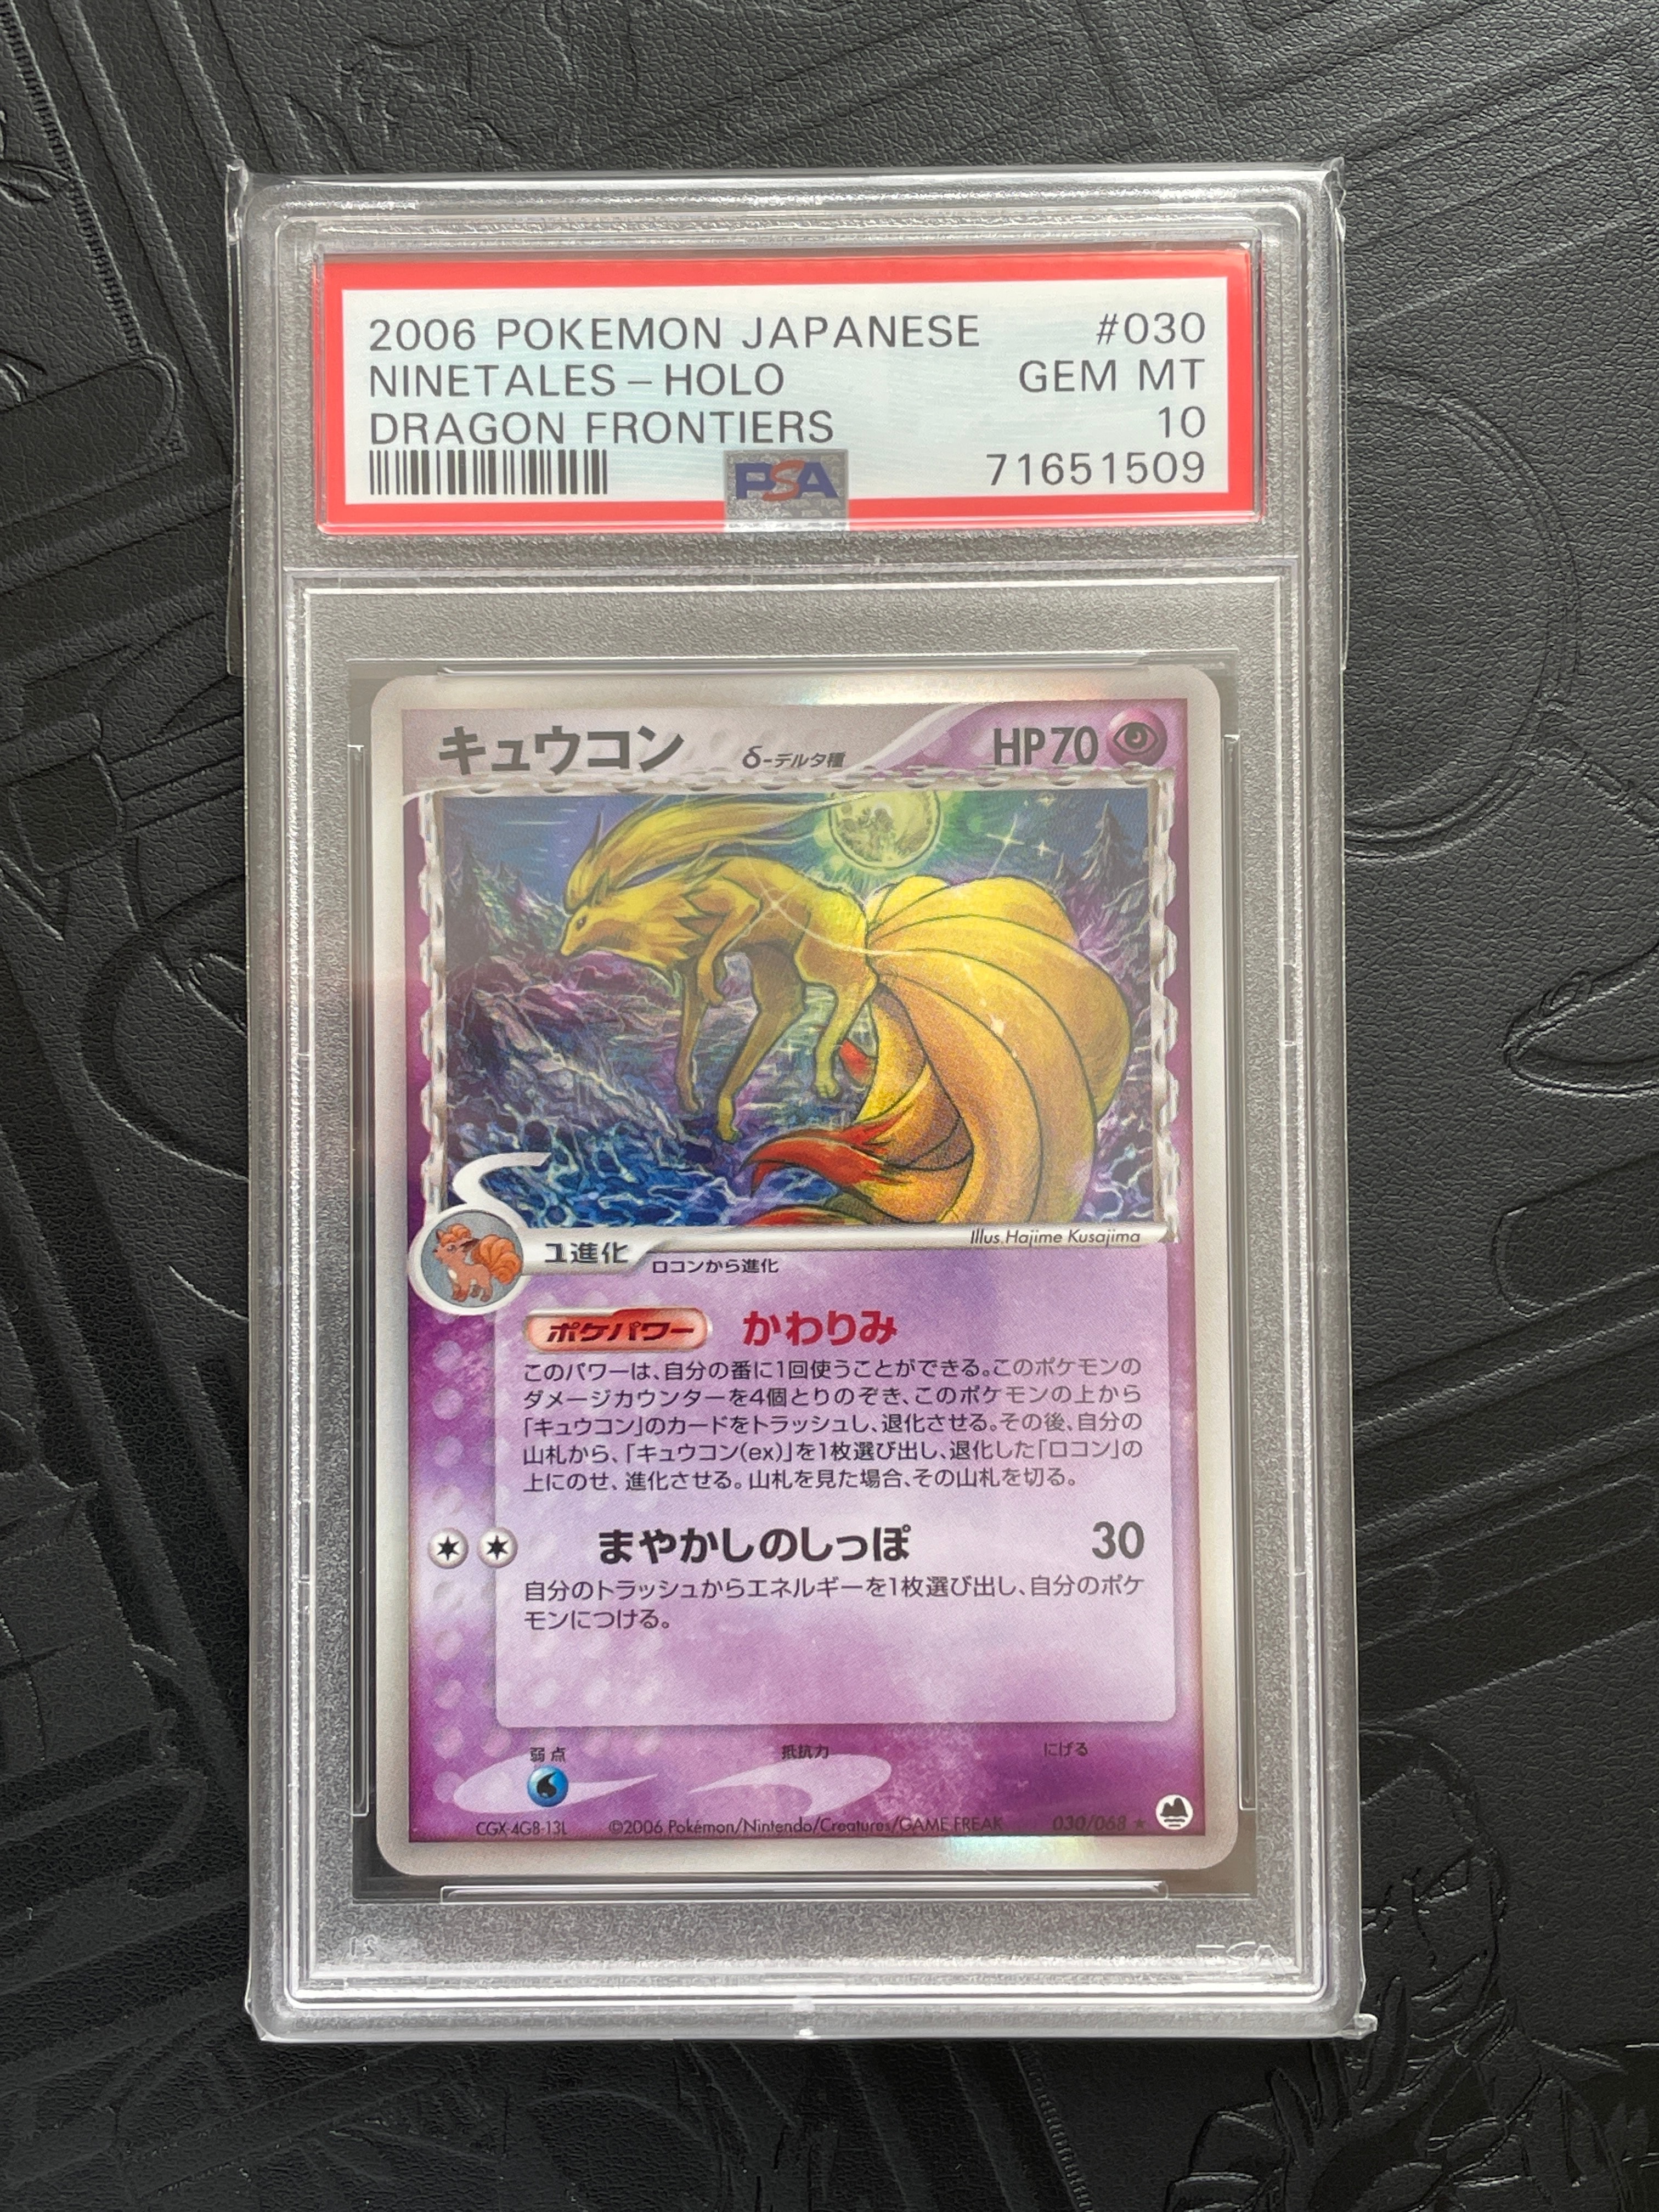 2006 POKEMON JAPANESE #030
NINETALES - HOLO GEM MT
DRAGON FRONTIERS 10
PSA 71651509
キュウコン δ-デルタ種 HP70
Illus. Hajime Kusajima
1進化 ロコンから進化
ポケパワー かわりみ
このパワーは、自分の番に1回使うことができる。このポケモンの
ダメージカウンターを4個とりのぞき、このポケモンの上から
「キュウコン」のカードをトラッシュし、退化させる。その後、自分の
山札から、「キュウコン(ex)」を1枚選び出し、退化した「ロコン」の
上にのせ、進化させる。山札を見た場合、その山札を切る。
まやかしのしっぽ 30
自分のトラッシュからエネルギーを1枚選び出し、自分のポケ
モンにつける。
弱点 抵抗力 にげる
CGX-4G8-13L ©2006 Pokémon/Nintendo/Creatures/GAME FREAK 030/068 ★